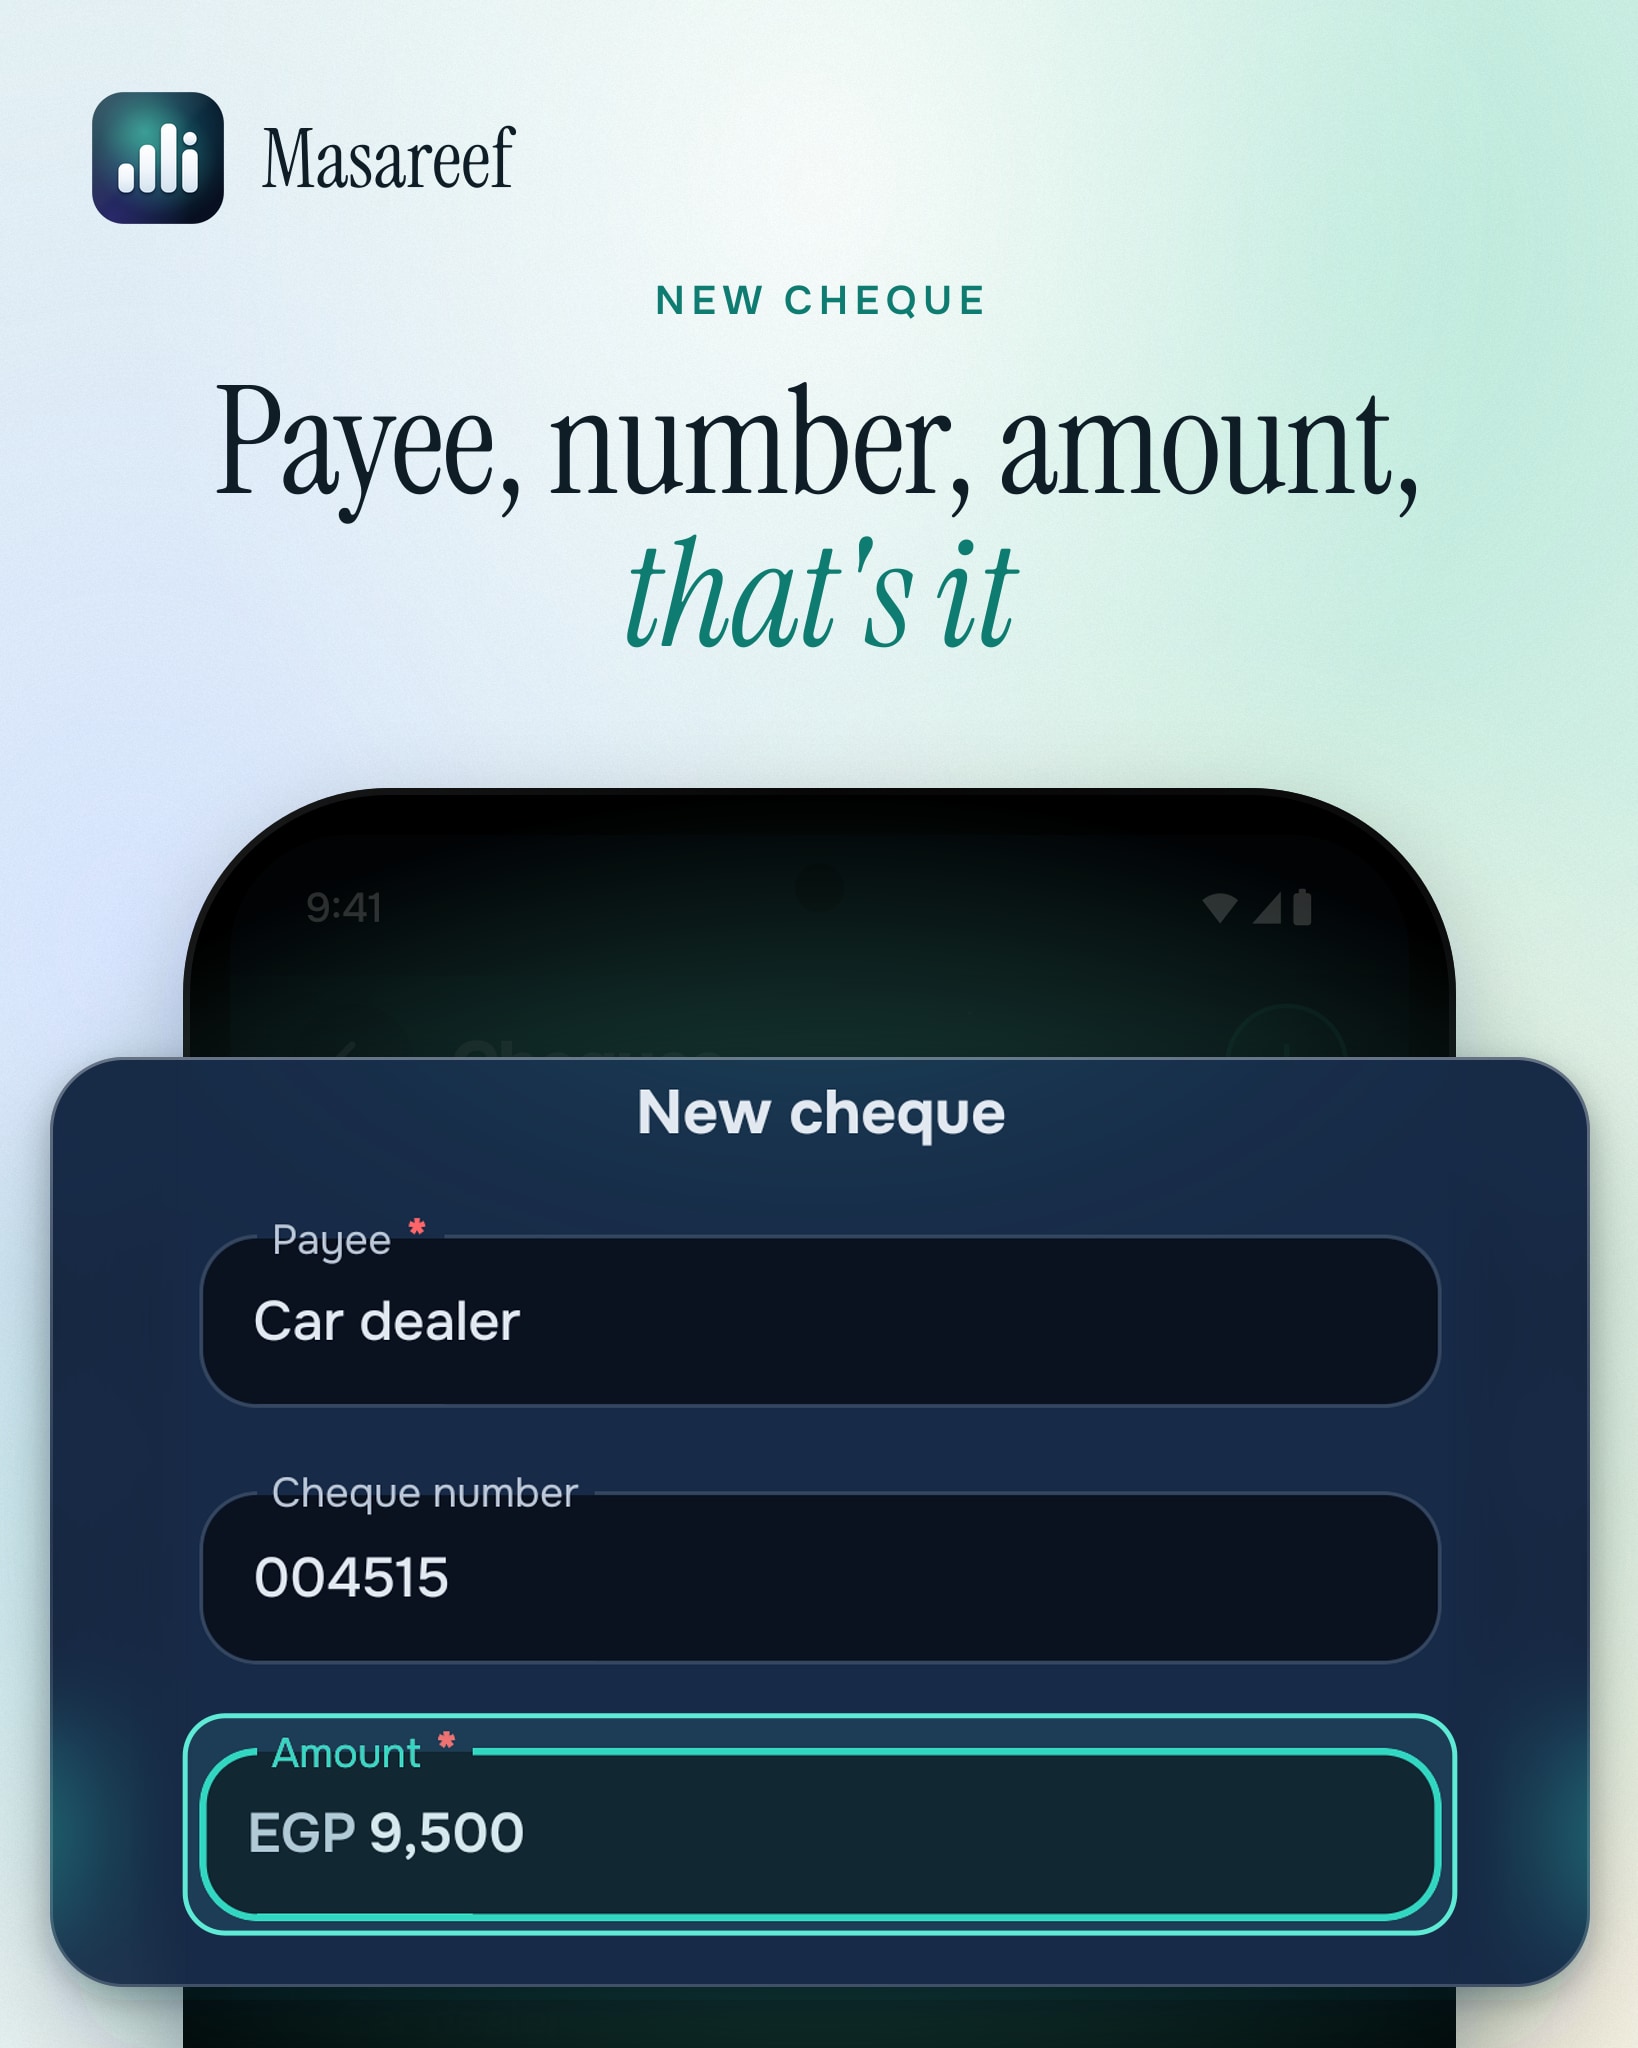 Masareef
NEW CHEQUE
Payee, number, amount,
that's it
9:41
Cheques
New cheque
Payee *
Car dealer
Cheque number
004515
Amount *
EGP 9,500